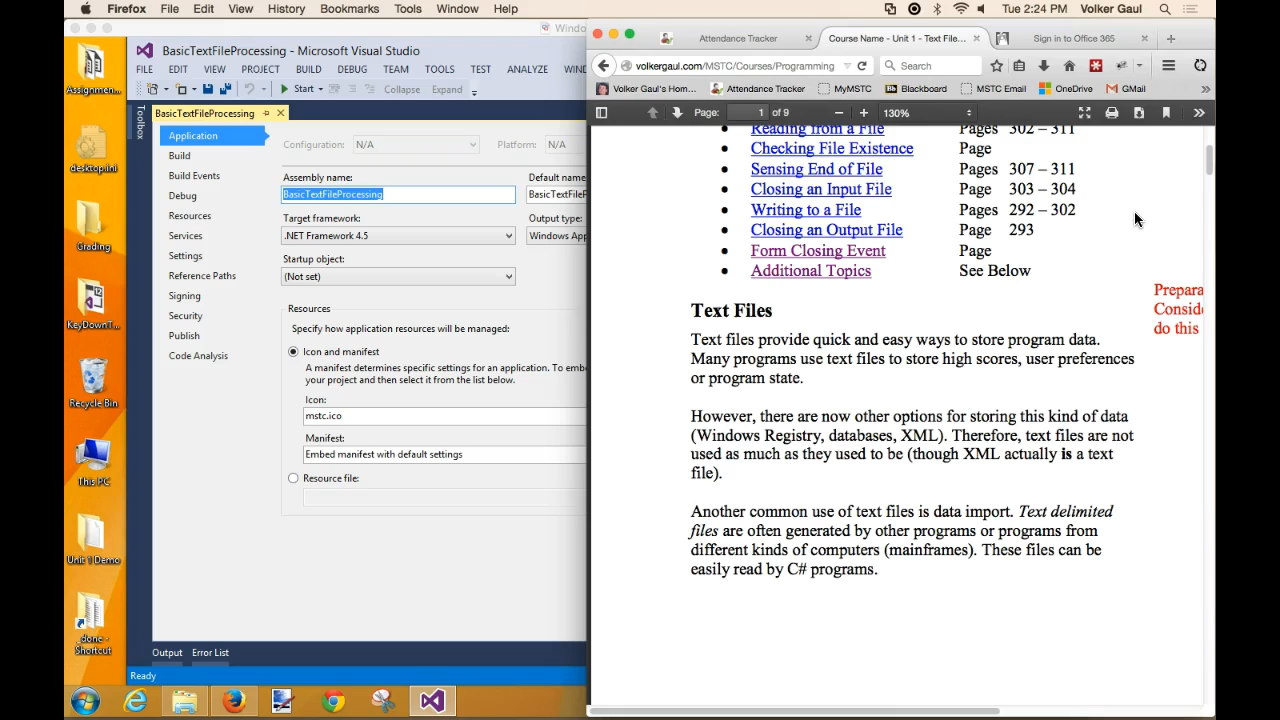 Firefox File Edit View History Bookmarks Tools Window Help Tue 2:24 PM Volker Gaul
Windo
BasicTextFileProcessing - Microsoft Visual Studio
FILE EDIT VIEW PROJECT BUILD DEBUG TEAM TOOLS TEST ANALYZE WIN
Start Collapse Expand
Toolbox
BasicTextFileProcessing
Application
Build
Build Events
Debug
Resources
Services
Settings
Reference Paths
Signing
Security
Publish
Code Analysis
Configuration: N/A Platform: N/A
Assembly name: Default name
BasicTextFileProcessing BasicTextFileP
Target framework: Output type:
.NET Framework 4.5 Windows App
Startup object:
(Not set)
Resources
Specify how application resources will be managed:
Icon and manifest
A manifest determines specific settings for an application. To embe
your project and then select it from the list below.
Icon:
mstc.ico
Manifest:
Embed manifest with default settings
Resource file:
Output Error List
Ready
Assignmen...
desktop.ini
Grading
KeyDownT...
Recycle Bin
This PC
Unit 1 Demo
_done -
Shortcut
Attendance Tracker Course Name - Unit 1 - Text File... Sign in to Office 365
volkergaul.com/MSTC/Courses/Programming Search
Volker Gaul's Hom... Attendance Tracker MyMSTC Blackboard MSTC Email OneDrive GMail
Page: 1 of 9 130%
Reading from a File Pages 302 – 311
Checking File Existence Page
Sensing End of File Pages 307 – 311
Closing an Input File Pages 303 – 304
Writing to a File Pages 292 – 302
Closing an Output File Page 293
Form Closing Event Page
Additional Topics See Below
Prepara
Conside
do this
Text Files
Text files provide quick and easy ways to store program data.
Many programs use text files to store high scores, user preferences
or program state.
However, there are now other options for storing this kind of data
(Windows Registry, databases, XML). Therefore, text files are not
used as much as they used to be (though XML actually is a text
file).
Another common use of text files is data import. Text delimited
files are often generated by other programs or programs from
different kinds of computers (mainframes). These files can be
easily read by C# programs.